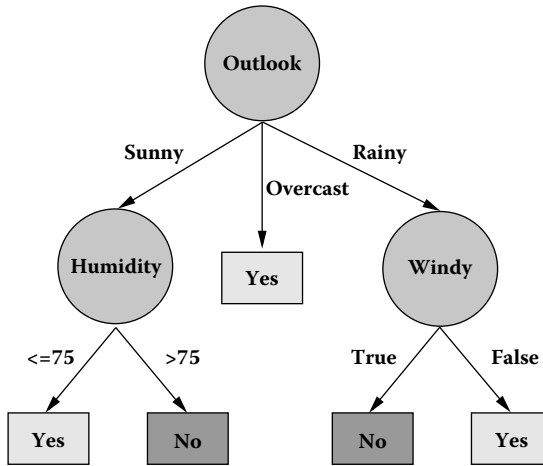 Outlook
Sunny
Rainy
Overcast
Humidity
Yes
Windy
<=75
>75
True
False
Yes
No
No
Yes